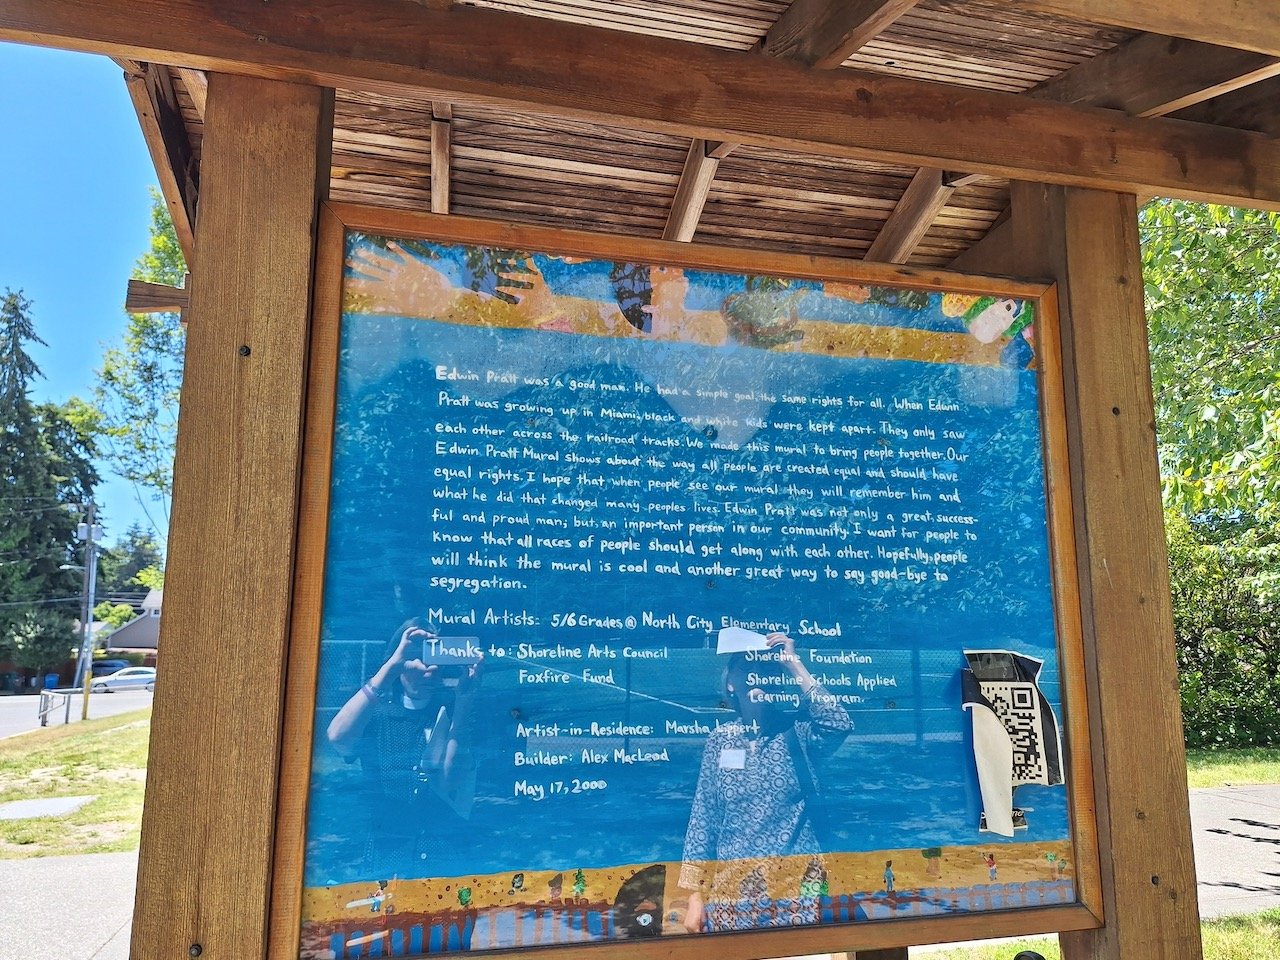 Edwin Pratt was a good man. He had a simple goal, the same rights for all. When Edwin
Pratt was growing up in Miami, black and white kids were kept apart. They only saw
each other across the railroad tracks. We made this mural to bring people together. Our
Edwin Pratt Mural shows about the way all people are created equal and should have
equal rights. I hope that when people see our mural they will remember him and
what he did that changed many peoples lives. Edwin Pratt was not only a great, success-
ful and proud man; but, an important person in our community. I want for people to
know that all races of people should get along with each other. Hopefully, people
will think the mural is cool and another great way to say good-bye to
segregation.
Mural Artists: 5/6 Grades @ North City Elementary School
Thanks to: Shoreline Arts Council
Foxfire Fund
Shoreline Foundation
Shoreline Schools Applied
Learning Program.
Artist-in-Residence: Marsha Lippert
Builder: Alex MacLeod
May 17, 2000